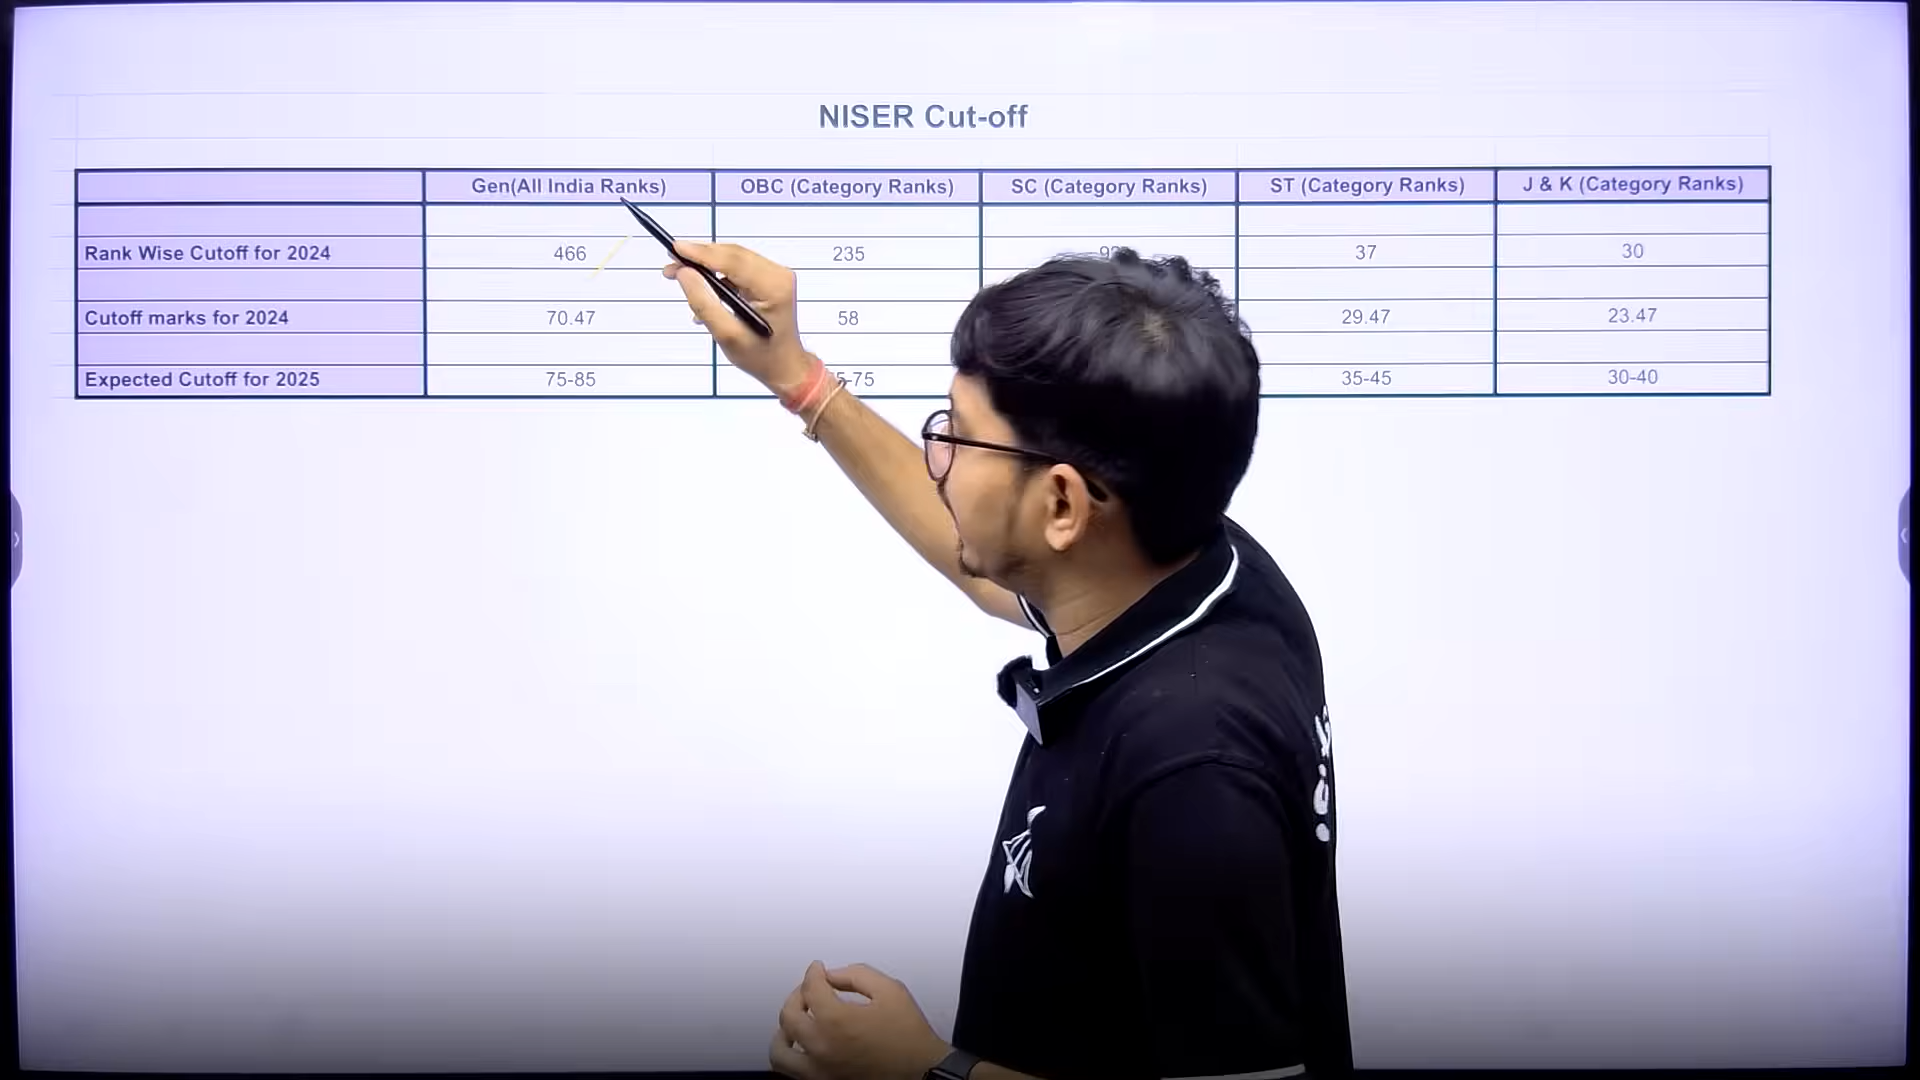 NISER Cut-off
Gen(All India Ranks) OBC (Category Ranks) SC (Category Ranks) ST (Category Ranks) J & K (Category Ranks)
Rank Wise Cutoff for 2024 466 235 37 30
Cutoff marks for 2024 70.47 58 29.47 23.47
Expected Cutoff for 2025 75-85 35-45 30-40